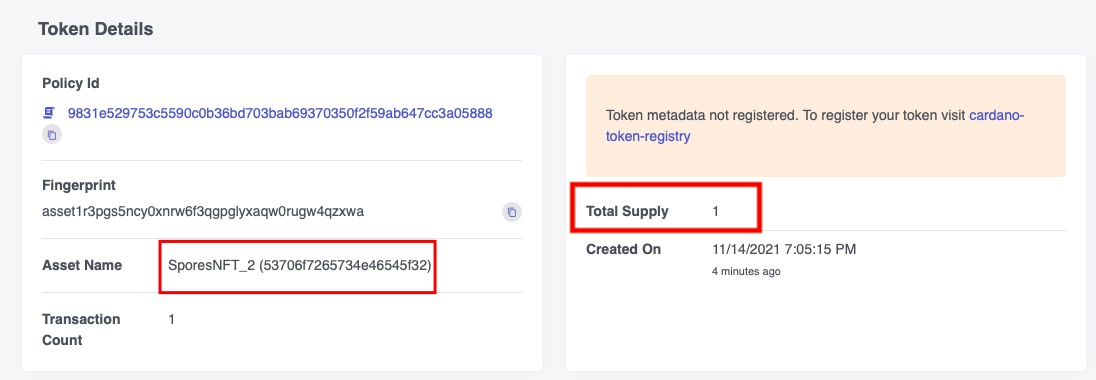 Token Details
Policy Id
9831e529753c5590c0b36bd703bab69370350f2f59ab647cc3a05888
Fingerprint
asset1r3pgs5ncy0xnrw6f3qgpglyxaqw0rugw4qzxwa
Asset Name SporesNFT_2 (53706f7265734e46545f32)
Transaction Count 1
Token metadata not registered. To register your token visit cardano-
token-registry
Total Supply 1
Created On 11/14/2021 7:05:15 PM
4 minutes ago